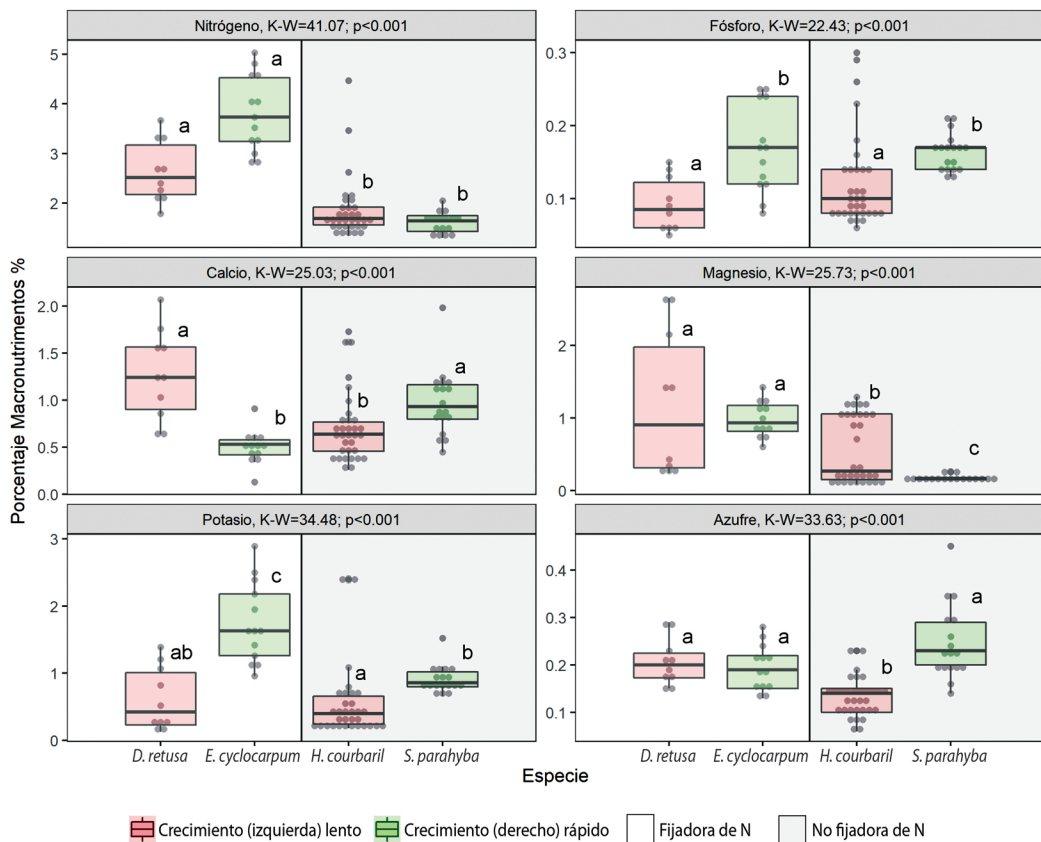 Nitrógeno, K-W=41.07; p<0.001
5
4
3
2
a
a
b
b
Fósforo, K-W=22.43; p<0.001
0.3
0.2
0.1
a
b
a
b
Calcio, K-W=25.03; p<0.001
2.0
1.5
1.0
0.5
0.0
a
b
b
a
Magnesio, K-W=25.73; p<0.001
2
1
0
a
a
b
c
Potasio, K-W=34.48; p<0.001
3
2
1
0
ab
c
a
b
Azufre, K-W=33.63; p<0.001
0.4
0.3
0.2
0.1
a
a
b
a
Porcentaje Macronutrimentos %
D. retusa E. cyclocarpum H. courbaril S. parahyba
D. retusa E. cyclocarpum H. courbaril S. parahyba
Especie
Crecimiento (izquierda) lento Crecimiento (derecho) rápido Fijadora de N No fijadora de N